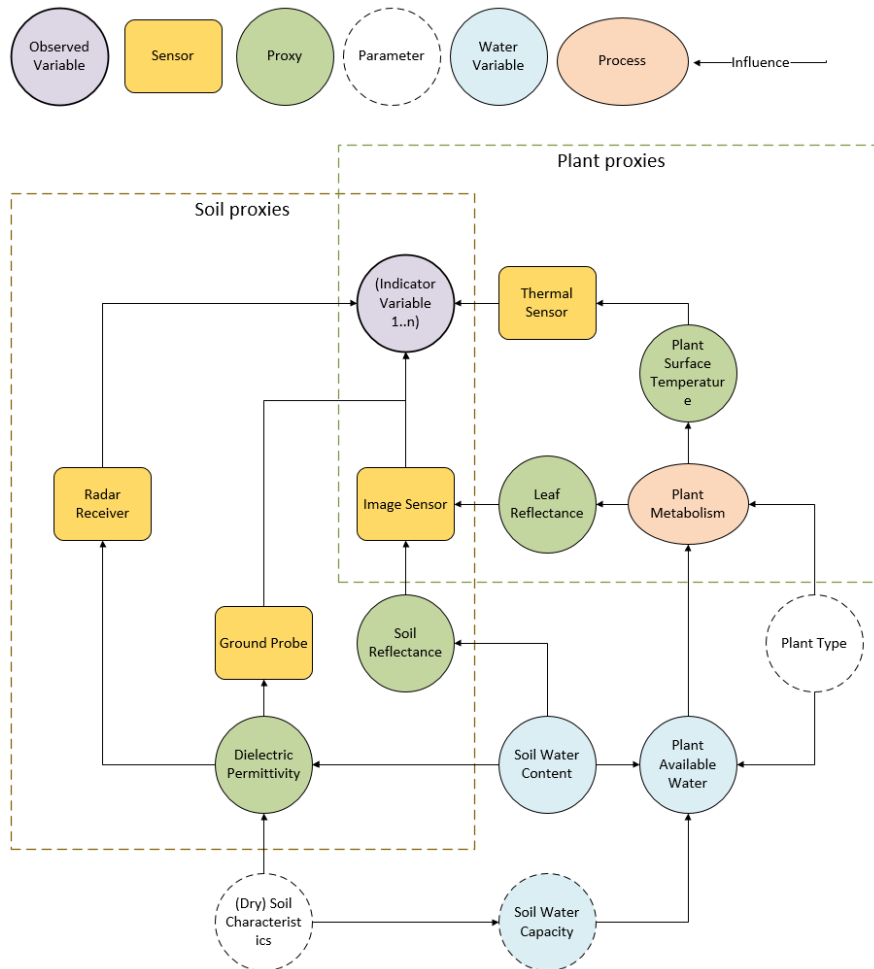 Observed
Variable
Sensor
Proxy
Parameter
Water
Variable
Process
Influence
Plant proxies
Soil proxies
(Indicator
Variable
1..n)
Thermal
Sensor
Plant
Surface
Temperatur
e
Radar
Receiver
Image Sensor
Leaf
Reflectance
Plant
Metabolism
Ground Probe
Soil
Reflectance
Plant Type
Dielectric
Permittivity
Soil Water
Content
Plant
Available
Water
(Dry) Soil
Characterist
ics
Soil Water
Capacity